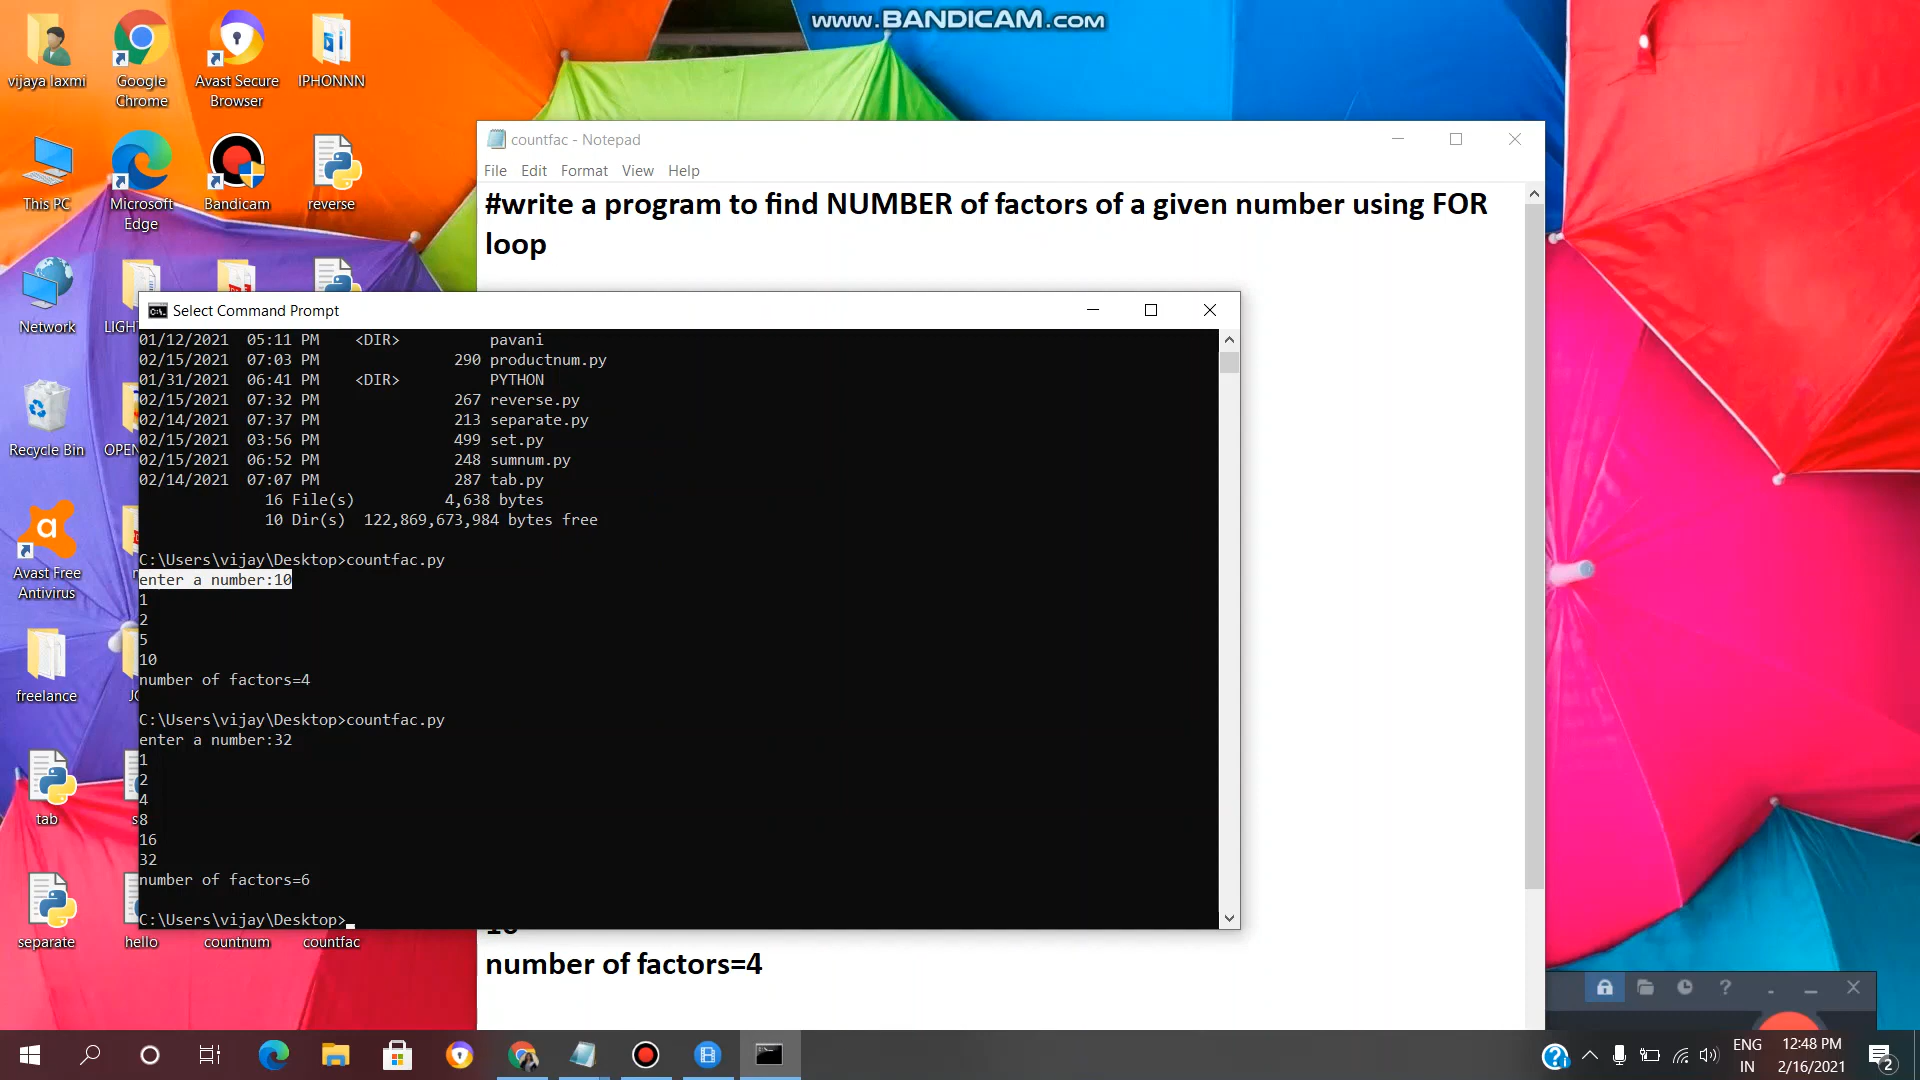 www.BANDICAM.com
vijaya laxmi
Google
Chrome
Avast Secure
Browser
IPHONNN
This PC
Microsoft
Edge
Bandicam
reverse
Network
Recycle Bin
Avast Free
Antivirus
freelance
tab
separate
hello
countnum
countfac
countfac - Notepad
File Edit Format View Help
#write a program to find NUMBER of factors of a given number using FOR
loop
number of factors=4
Select Command Prompt
01/12/2021 05:11 PM <DIR> pavani
02/15/2021 07:03 PM 290 productnum.py
01/31/2021 06:41 PM <DIR> PYTHON
02/15/2021 07:32 PM 267 reverse.py
02/14/2021 07:37 PM 213 separate.py
02/15/2021 03:56 PM 499 set.py
02/15/2021 06:52 PM 248 sumnum.py
02/14/2021 07:07 PM 287 tab.py
16 File(s) 4,638 bytes
10 Dir(s) 122,869,673,984 bytes free
C:\Users\vijay\Desktop>countfac.py
enter a number:10
1
2
5
10
number of factors=4
C:\Users\vijay\Desktop>countfac.py
enter a number:32
1
2
4
8
16
32
number of factors=6
C:\Users\vijay\Desktop>
ENG
IN
12:48 PM
2/16/2021
2